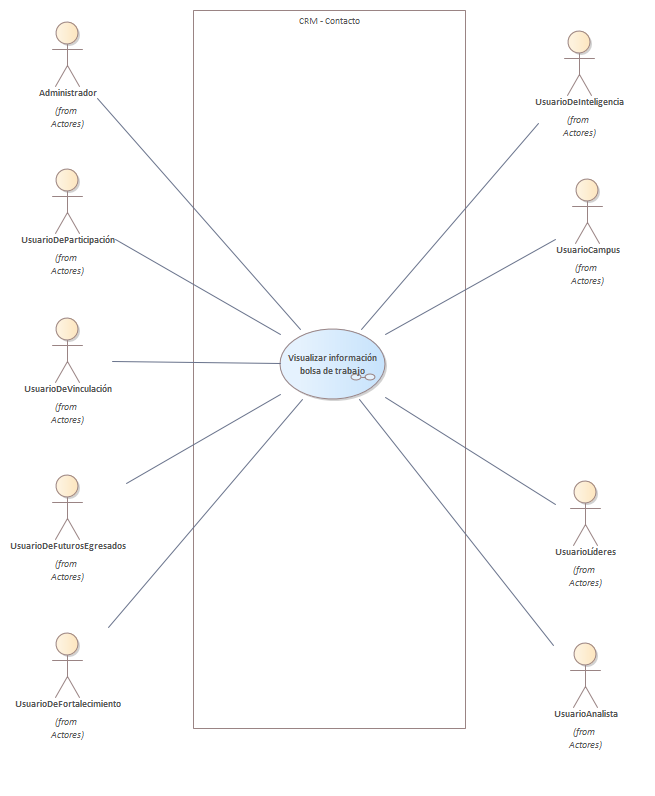 CRM - Contacto
Administrador
(from
Actores)
UsuarioDeParticipación
(from
Actores)
UsuarioDeVinculación
(from
Actores)
UsuarioDeFuturosEgresados
(from
Actores)
UsuarioDeFortalecimiento
(from
Actores)
Visualizar información
bolsa de trabajo
UsuarioDeInteligencia
(from
Actores)
UsuarioCampus
(from
Actores)
UsuarioLíderes
(from
Actores)
UsuarioAnalista
(from
Actores)